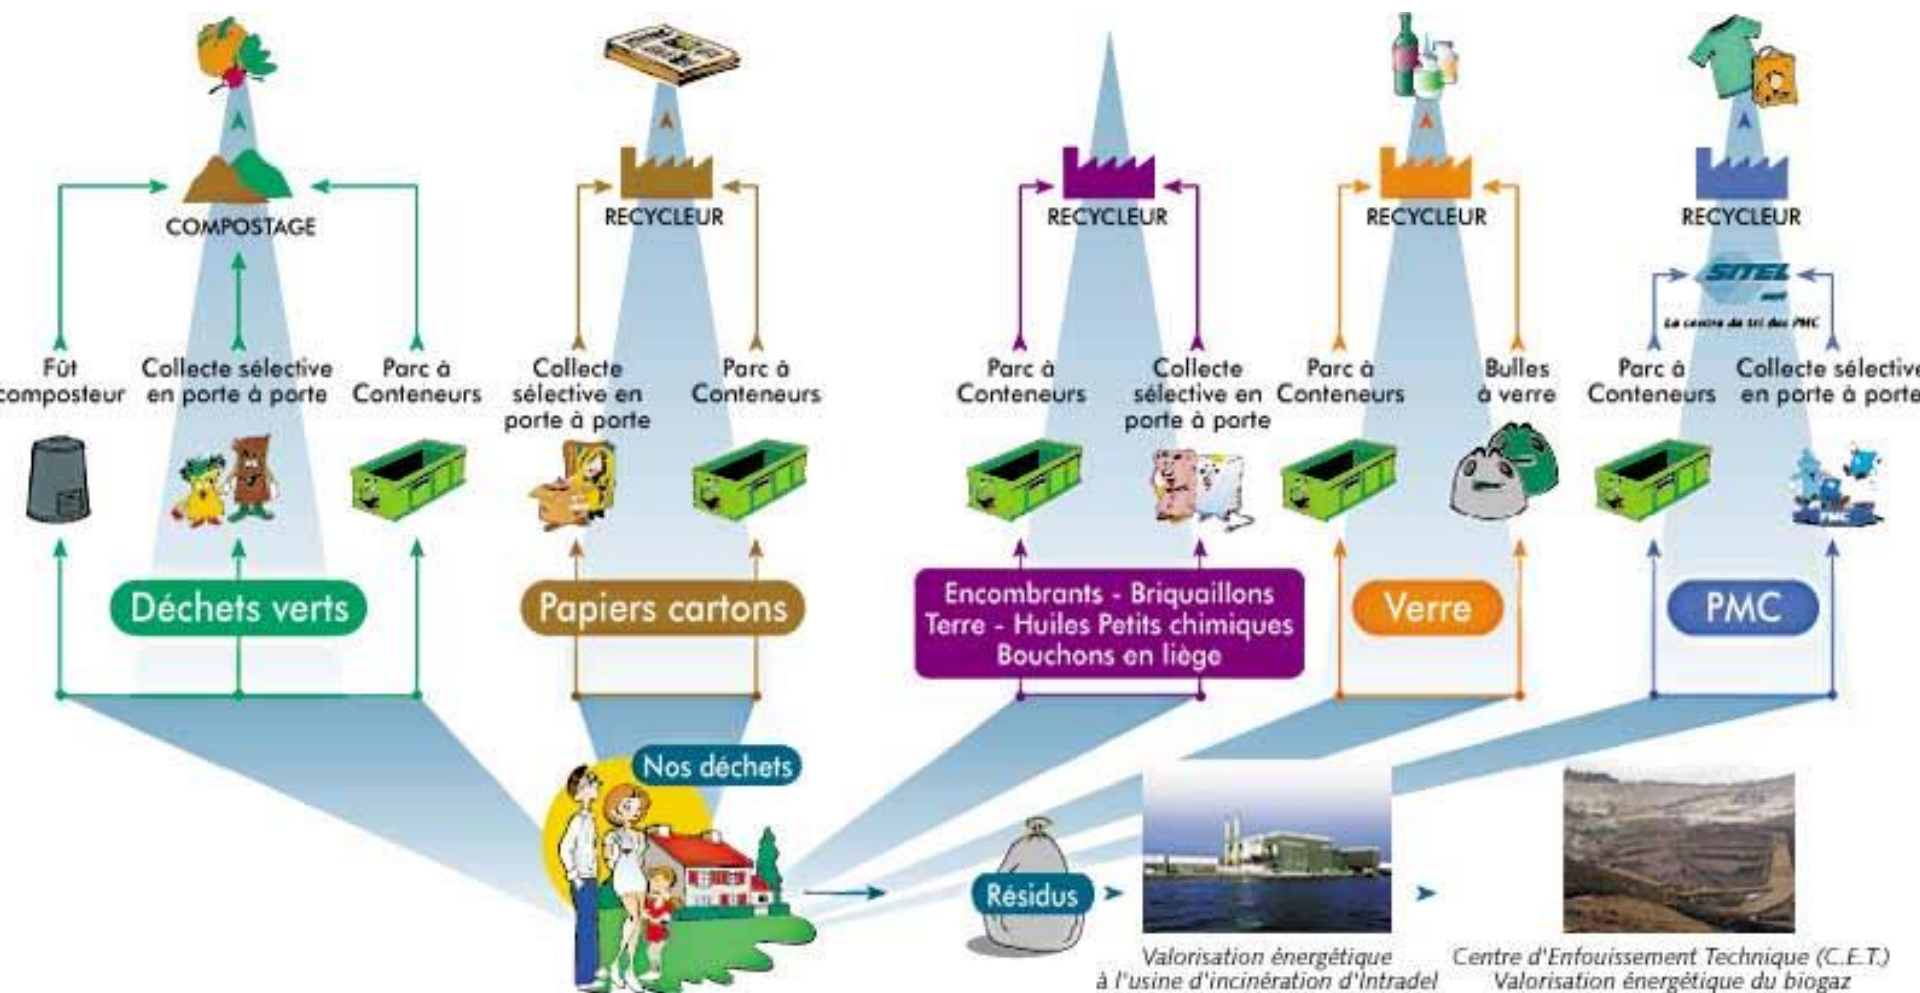 COMPOSTAGE
RECYCLEUR
RECYCLEUR
RECYCLEUR
RECYCLEUR
SITEL
Le centre de tri des PMC
Fût
composteur
Collecte sélective
en porte à porte
Parc à
Conteneurs
Collecte
sélective en
porte à porte
Parc à
Conteneurs
Parc à
Conteneurs
Collecte
sélective en
porte à porte
Parc à
Conteneurs
Bulles
à verre
Parc à
Conteneurs
Collecte sélective
en porte à porte
PMC
Déchets verts
Papiers cartons
Encombrants - Briquaillons
Terre - Huiles Petits chimiques
Bouchons en liège
Verre
PMC
Nos déchets
Résidus
Valorisation énergétique
à l'usine d'incinération d'Intradel
Centre d'Enfouissement Technique (C.E.T.)
Valorisation énergétique du biogaz